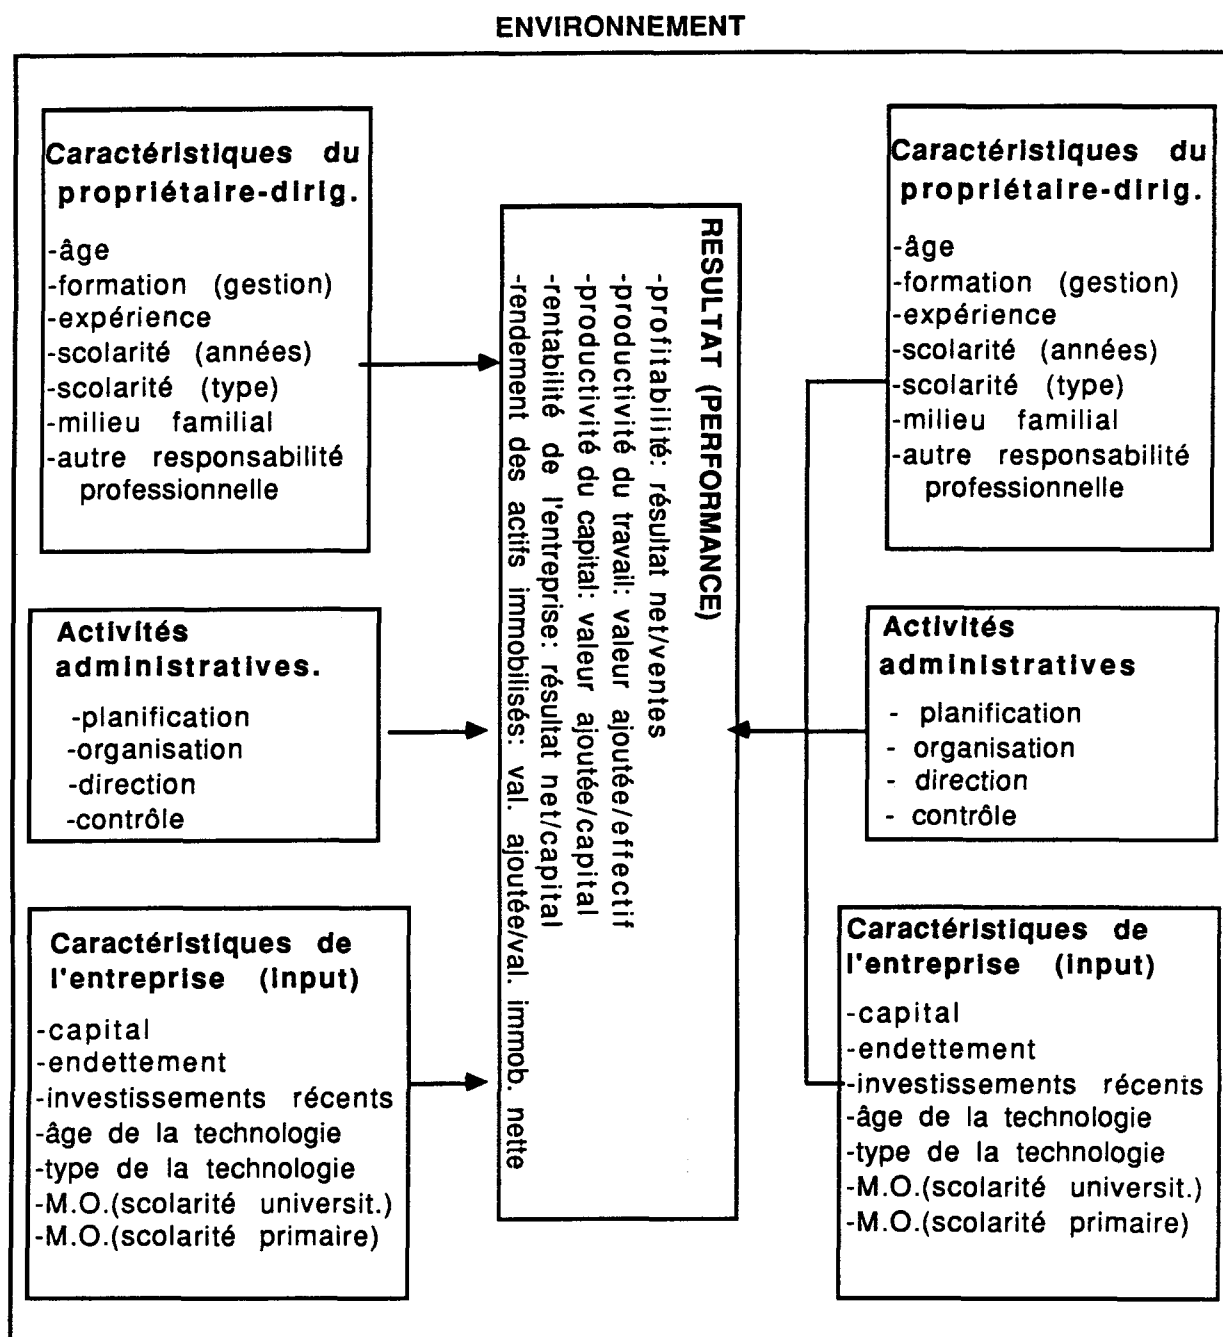 ENVIRONNEMENT
Caractéristiques du
propriétaire-dirig.
-âge
-formation (gestion)
-expérience
-scolarité (années)
-scolarité (type)
-milieu familial
-autre responsabilité
professionnelle
Activités
administratives.
-planification
-organisation
-direction
-contrôle
Caractéristiques de
l'entreprise (input)
-capital
-endettement
-investissements récents
-âge de la technologie
-type de la technologie
-M.O.(scolarité universit.)
-M.O.(scolarité primaire)
RESULTAT (PERFORMANCE)
-profitabilité: résultat net/ventes
-productivité du travail: valeur ajoutée/effectif
-productivité du capital: valeur ajoutée/capital
-rentabilité de l'entreprise: résultat net/capital
-rendement des actifs immobilisés: val. ajoutée/val. immob. nette
Caractéristiques du
propriétaire-dirig.
-âge
-formation (gestion)
-expérience
-scolarité (années)
-scolarité (type)
-milieu familial
-autre responsabilité
professionnelle
Activités
administratives
- planification
- organisation
- direction
- contrôle
Caractéristiques de
l'entreprise (input)
-capital
-endettement
-investissements récents
-âge de la technologie
-type de la technologie
-M.O.(scolarité universit.)
-M.O.(scolarité primaire)